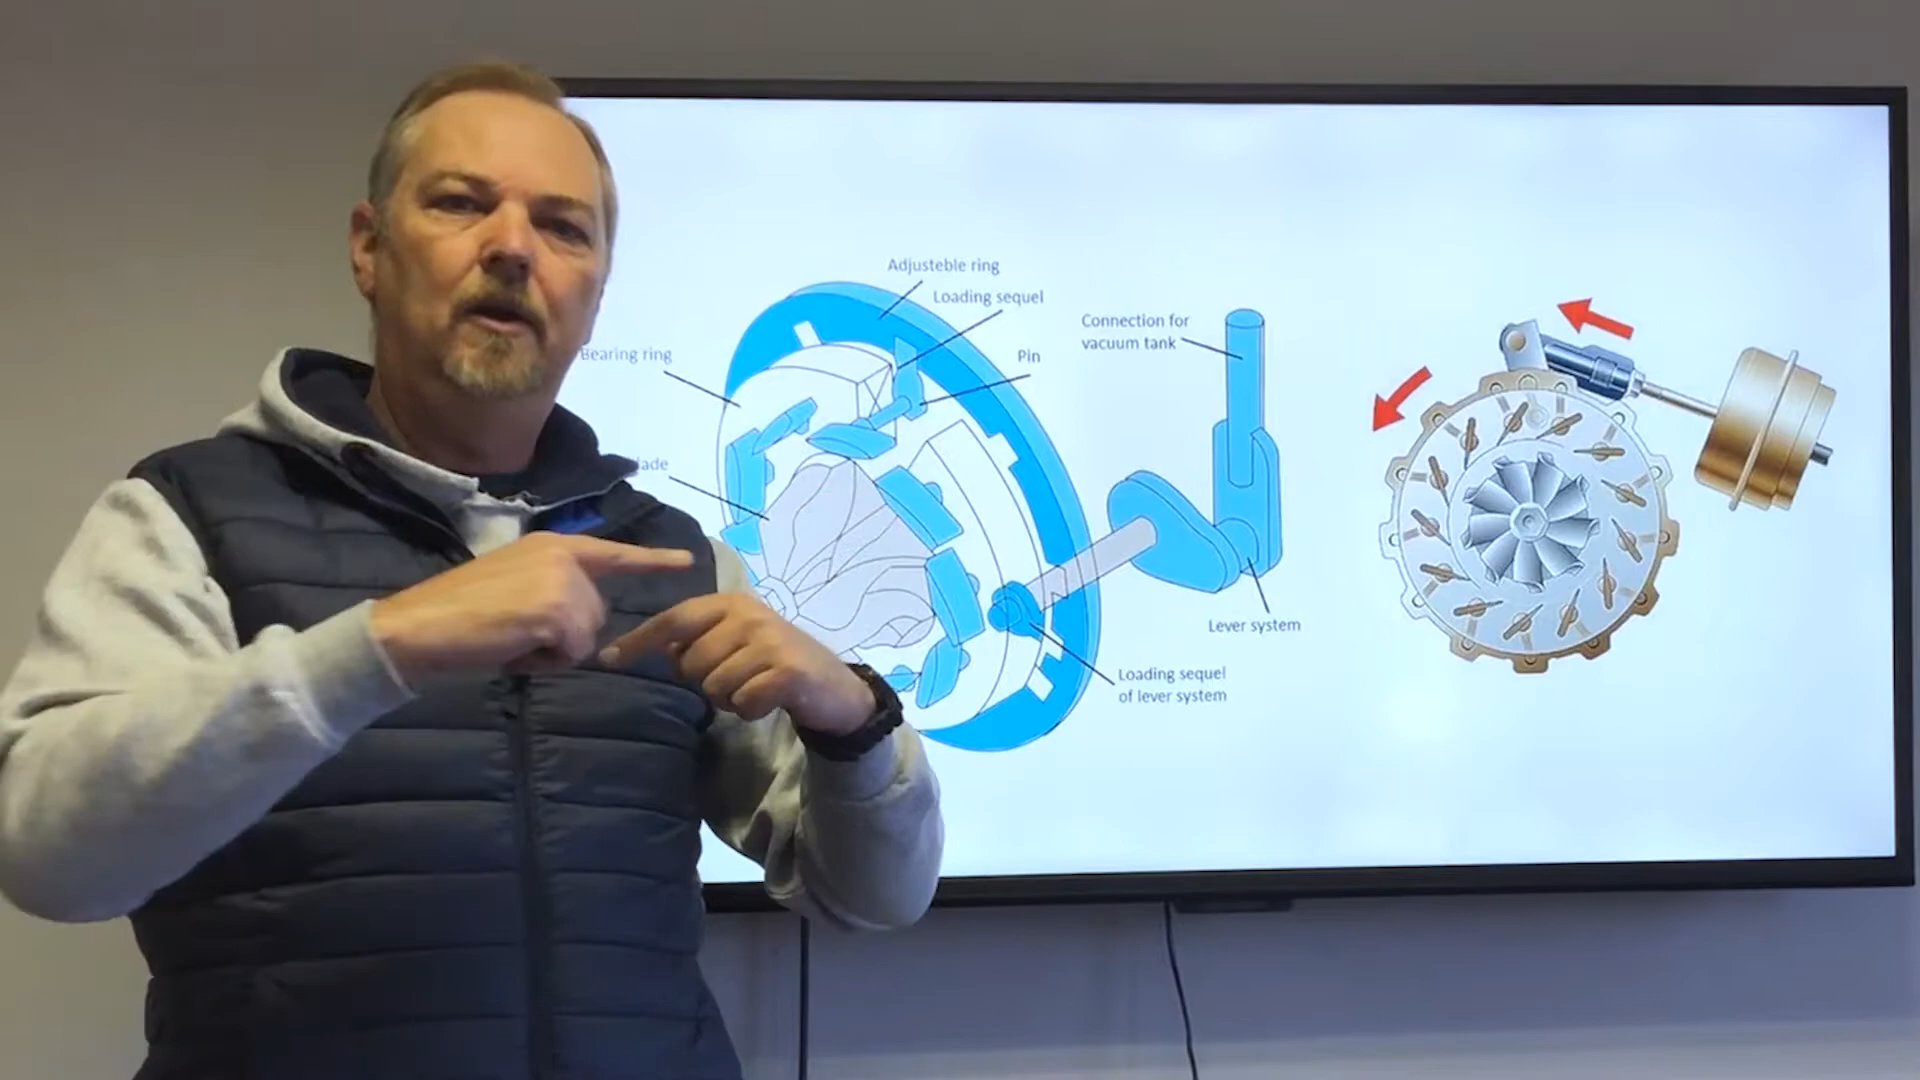 Adjusteble ring
Loading sequel
Connection for
vacuum tank
Bearing ring
Pin
Lever system
Loading sequel
of lever system